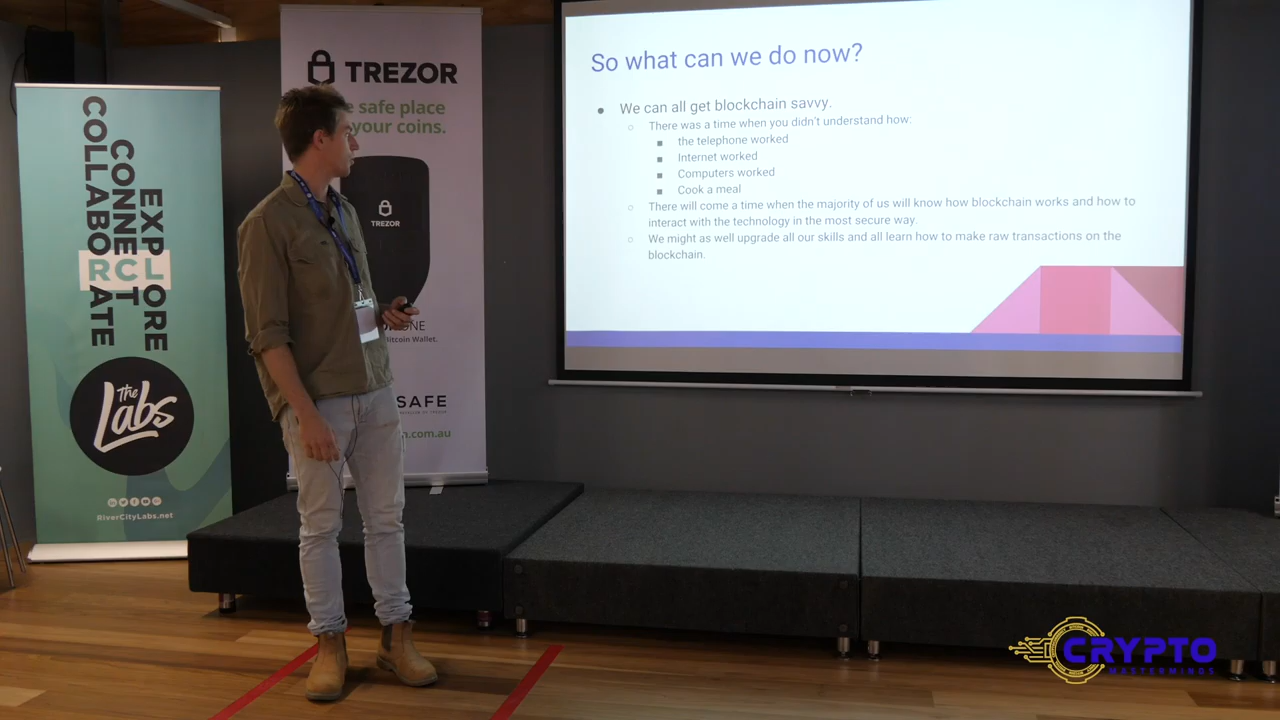 COLLABORATE
CONNECT
EXPLORE
The
Labs
RiverCityLabs.net
TREZOR
safe place
your coins.
TREZOR
ONE
Bitcoin Wallet.
SAFE
.com.au
So what can we do now?
● We can all get blockchain savvy.
○ There was a time when you didn't understand how:
■ the telephone worked
■ Internet worked
■ Computers worked
■ Cook a meal
○ There will come a time when the majority of us will know how blockchain works and how to
interact with the technology in the most secure way.
○ We might as well upgrade all our skills and all learn how to make raw transactions on the
blockchain.
CRYPTO
MASTERMINDS